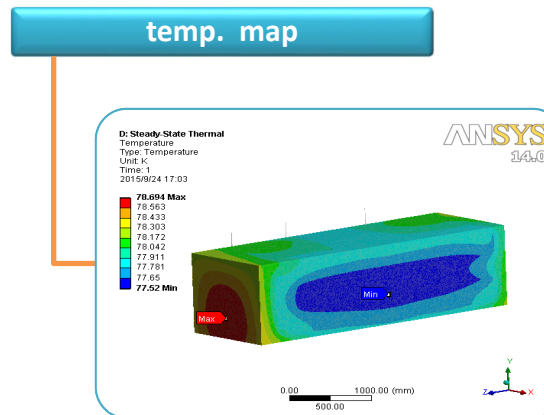 temp. map
D: Steady-State Thermal
Temperature
Type: Temperature
Unit: K
Time: 1
2015/9/24 17:03
ANSYS
14.0
78.694 Max
78.563
78.433
78.303
78.172
78.042
77.911
77.781
77.65
77.52 Min
Min
Max
0.00 1000.00 (mm)
500.00
Y
Z X